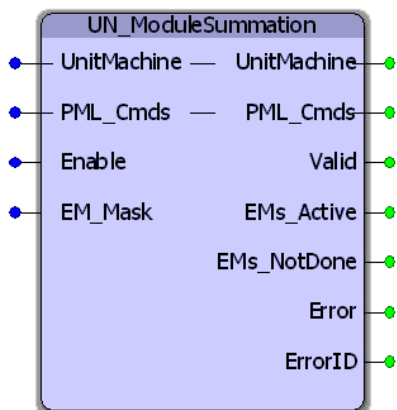 UN_ModuleSummation
UnitMachine UnitMachine
PML_Cmds PML_Cmds
Enable Valid
EM_Mask EMs_Active
EMs_NotDone
Error
ErrorID